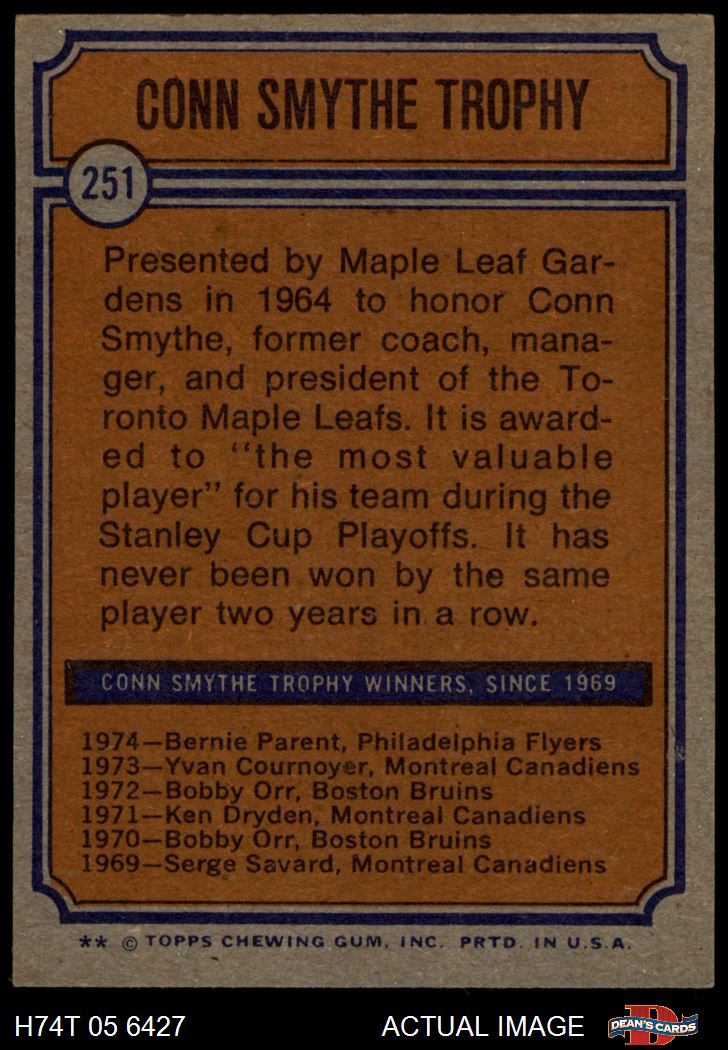 CONN SMYTHE TROPHY
251
Presented by Maple Leaf Gar-
dens in 1964 to honor Conn
Smythe, former coach, mana-
ger, and president of the To-
ronto Maple Leafs. It is award-
ed to "the most valuable
player" for his team during the
Stanley Cup Playoffs. It has
never been won by the same
player two years in a row.
CONN SMYTHE TROPHY WINNERS, SINCE 1969
1974—Bernie Parent, Philadelphia Flyers
1973—Yvan Cournoyer, Montreal Canadiens
1972—Bobby Orr, Boston Bruins
1971—Ken Dryden, Montreal Canadiens
1970—Bobby Orr, Boston Bruins
1969—Serge Savard, Montreal Canadiens
** © TOPPS CHEWING GUM, INC. PRTD. IN U.S.A.
H74T 05 6427 ACTUAL IMAGE D DEAN'S CARDS